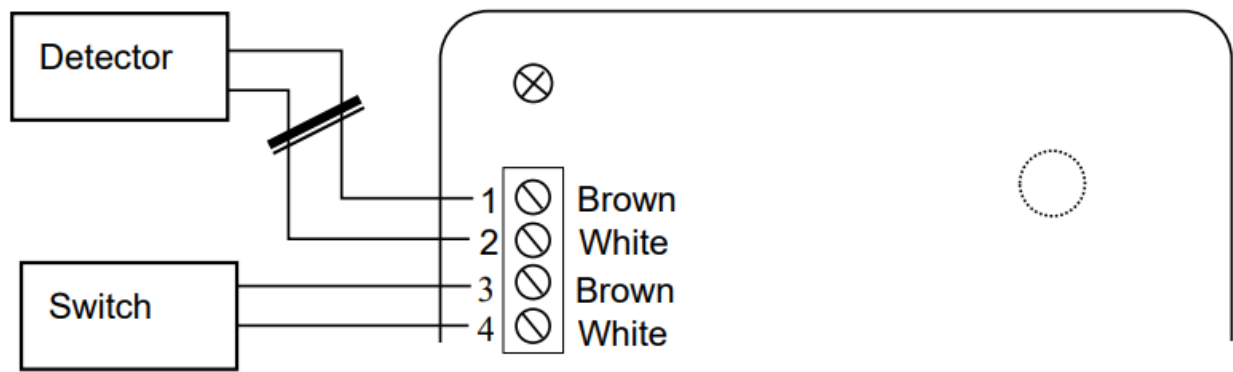 Detector
1 Brown
2 White
3 Brown
4 White
Switch